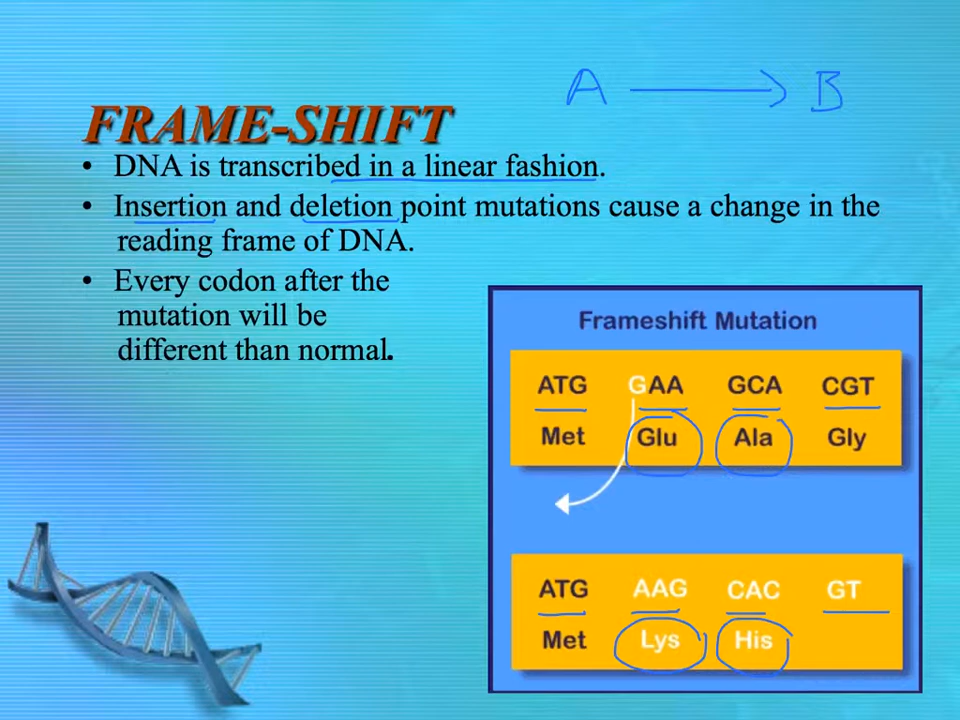 A → B
FRAME-SHIFT
• DNA is transcribed in a linear fashion.
• Insertion and deletion point mutations cause a change in the
reading frame of DNA.
• Every codon after the
mutation will be
different than normal.
Frameshift Mutation
ATG GAA GCA CGT
Met Glu Ala Gly
ATG AAG CAC GT
Met Lys His